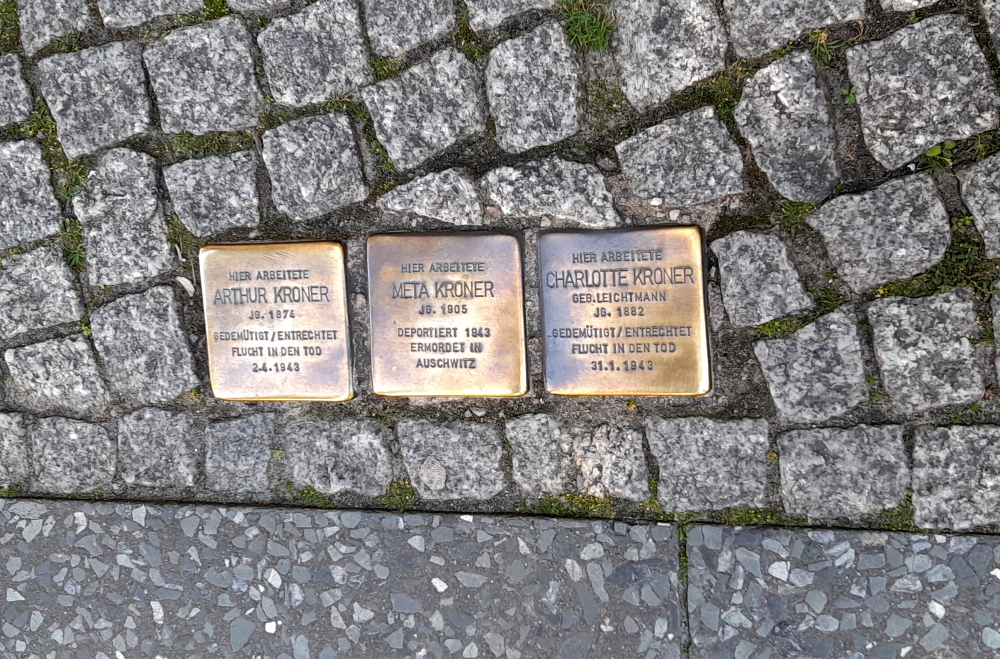 HIER ARBEITETE
ARTHUR KRONER
JG. 1874
GEDEMÜTIGT / ENTRECHTET
FLUCHT IN DEN TOD
2.4.1943
HIER ARBEITETE
META KRONER
JG. 1905
DEPORTIERT 1943
ERMORDET IN
AUSCHWITZ
HIER ARBEITETE
CHARLOTTE KRONER
GEB. LEICHTMANN
JG. 1882
GEDEMÜTIGT / ENTRECHTET
FLUCHT IN DEN TOD
31.1.1943